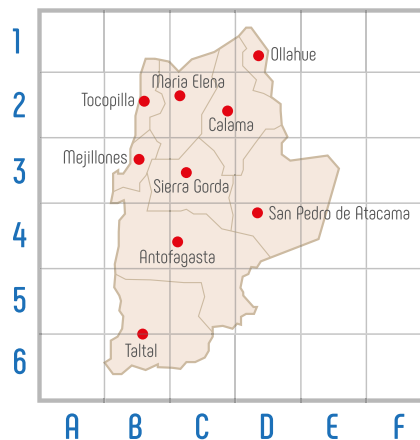 1
Ollahue
Maria Elena
2
Tocopilla
Calama
Mejillones
3
Sierra Gorda
San Pedro de Atacama
4
Antofagasta
5
Taltal
6
A B C D E F